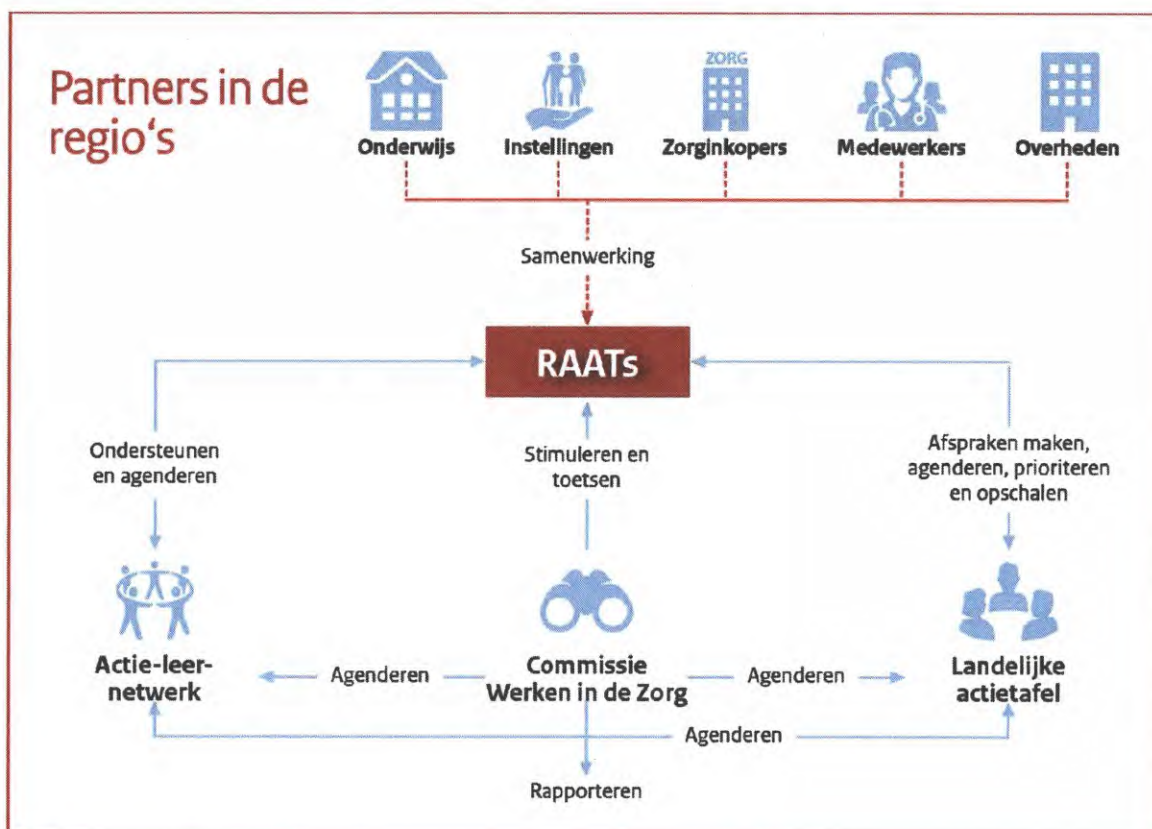 Partners in de
regio's
ZORG
Onderwijs
Instellingen
Zorginkopers
Medewerkers
Overheden
Samenwerking
RAATs
Ondersteunen
en agenderen
Stimuleren en
toetsen
Afspraken maken,
agenderen, prioriteren
en opschalen
Actie-leer-
netwerk
Agenderen
Commissie
Werken in de Zorg
Agenderen
Landelijke
actietafel
Agenderen
Rapporteren